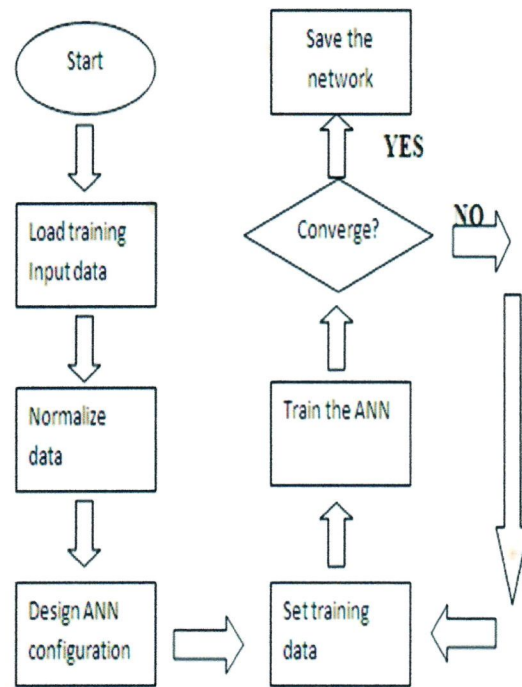 Start
Load training
Input data
Normalize
data
Design ANN
configuration
Set training
data
Train the ANN
Converge?
YES
NO
Save the
network